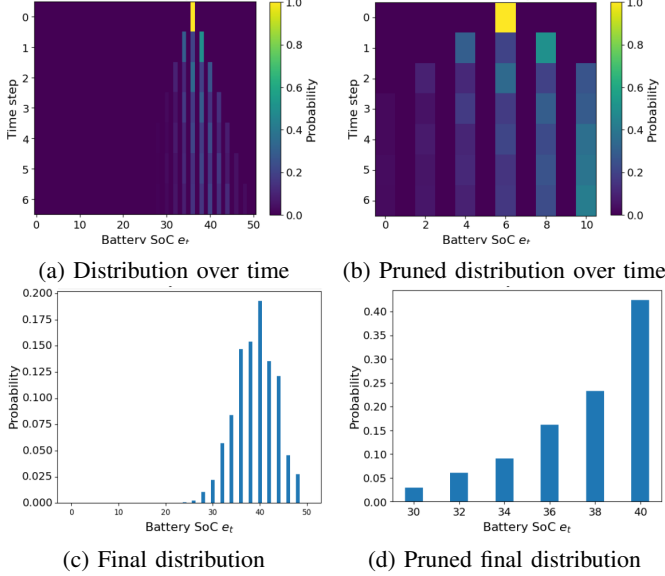 0
1
2
3
4
5
6
Time step
0 10 20 30 40 50
Battery SoC e_t
1.0
0.8
0.6
0.4
0.2
0.0
Probability
(a) Distribution over time
0
1
2
3
4
5
6
Time step
0 2 4 6 8 10
Battery SoC e_t
1.0
0.8
0.6
0.4
0.2
0.0
Probability
(b) Pruned distribution over time
0.200
0.175
0.150
0.125
0.100
0.075
0.050
0.025
0.000
Probability
0 10 20 30 40 50
Battery SoC e_t
(c) Final distribution
0.40
0.35
0.30
0.25
0.20
0.15
0.10
0.05
0.00
Probability
30 32 34 36 38 40
Battery SoC e_t
(d) Pruned final distribution